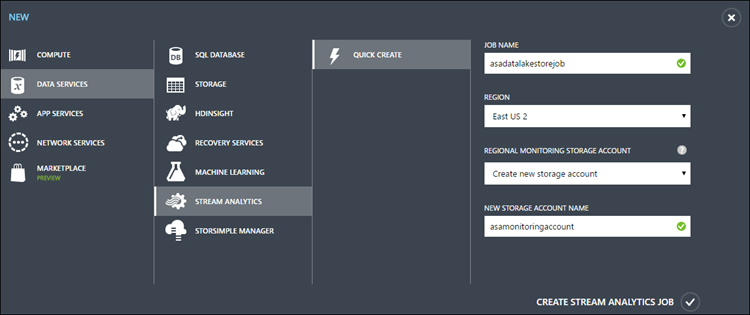 NEW
COMPUTE
DATA SERVICES
APP SERVICES
NETWORK SERVICES
MARKETPLACE
PREVIEW
DB
SQL DATABASE
STORAGE
HDINSIGHT
RECOVERY SERVICES
MACHINE LEARNING
STREAM ANALYTICS
STORSIMPLE MANAGER
QUICK CREATE
JOB NAME
asadatalakestorejob
REGION
East US 2
REGIONAL MONITORING STORAGE ACCOUNT ?
Create new storage account
NEW STORAGE ACCOUNT NAME
asamonitoringaccount
CREATE STREAM ANALYTICS JOB